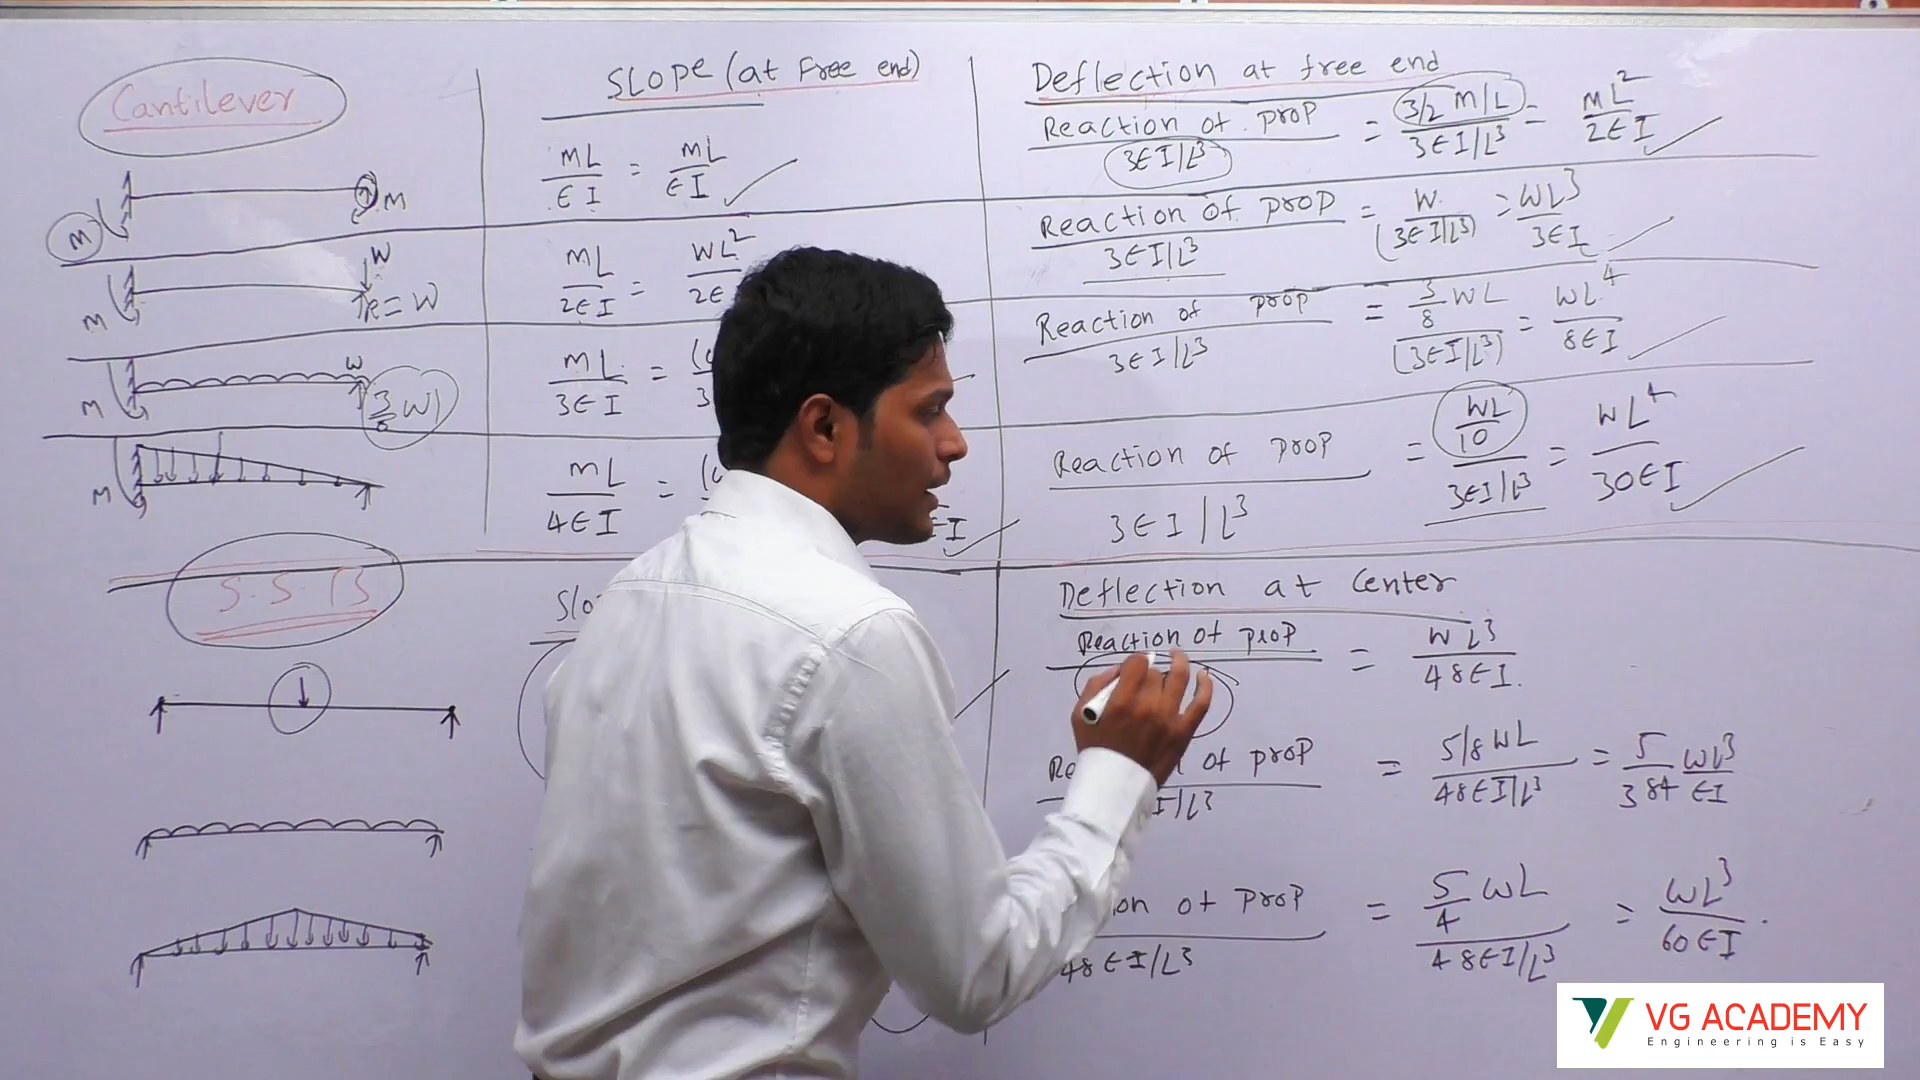 Cantilever
SLOPE (at Free end)
Deflection at free end
M
M
ML/EI = ML/EI
Reaction of prop / 3EI/L³ = 3/2 M/L / 3EI/L³ = ML²/2EI
M
W
R = W
ML/2EI = WL²/2E
Reaction of prop / 3EI/L³ = W/(3EI/L³) = WL³/3EI
M
W
3/8 Wl
ML/3EI =
Reaction of prop / 3EI/L³ = 3/8 WL / (3EI/L³) = WL⁴/8EI
M
ML/4EI =
I
Reaction of prop / 3EI/L³ = WL/10 / 3EI/L³ = WL⁴/30EI
S.S.B
Slo
Deflection at Center
Reaction of prop = WL³/48EI.
Re of prop / I/L³ = 5/8 WL / 48EI/L³ = 5/384 WL³/EI
on of prop / 48EI/L³ = 5/4 WL / 48EI/L³ = WL³/60EI.
VG ACADEMY
Engineering is Easy